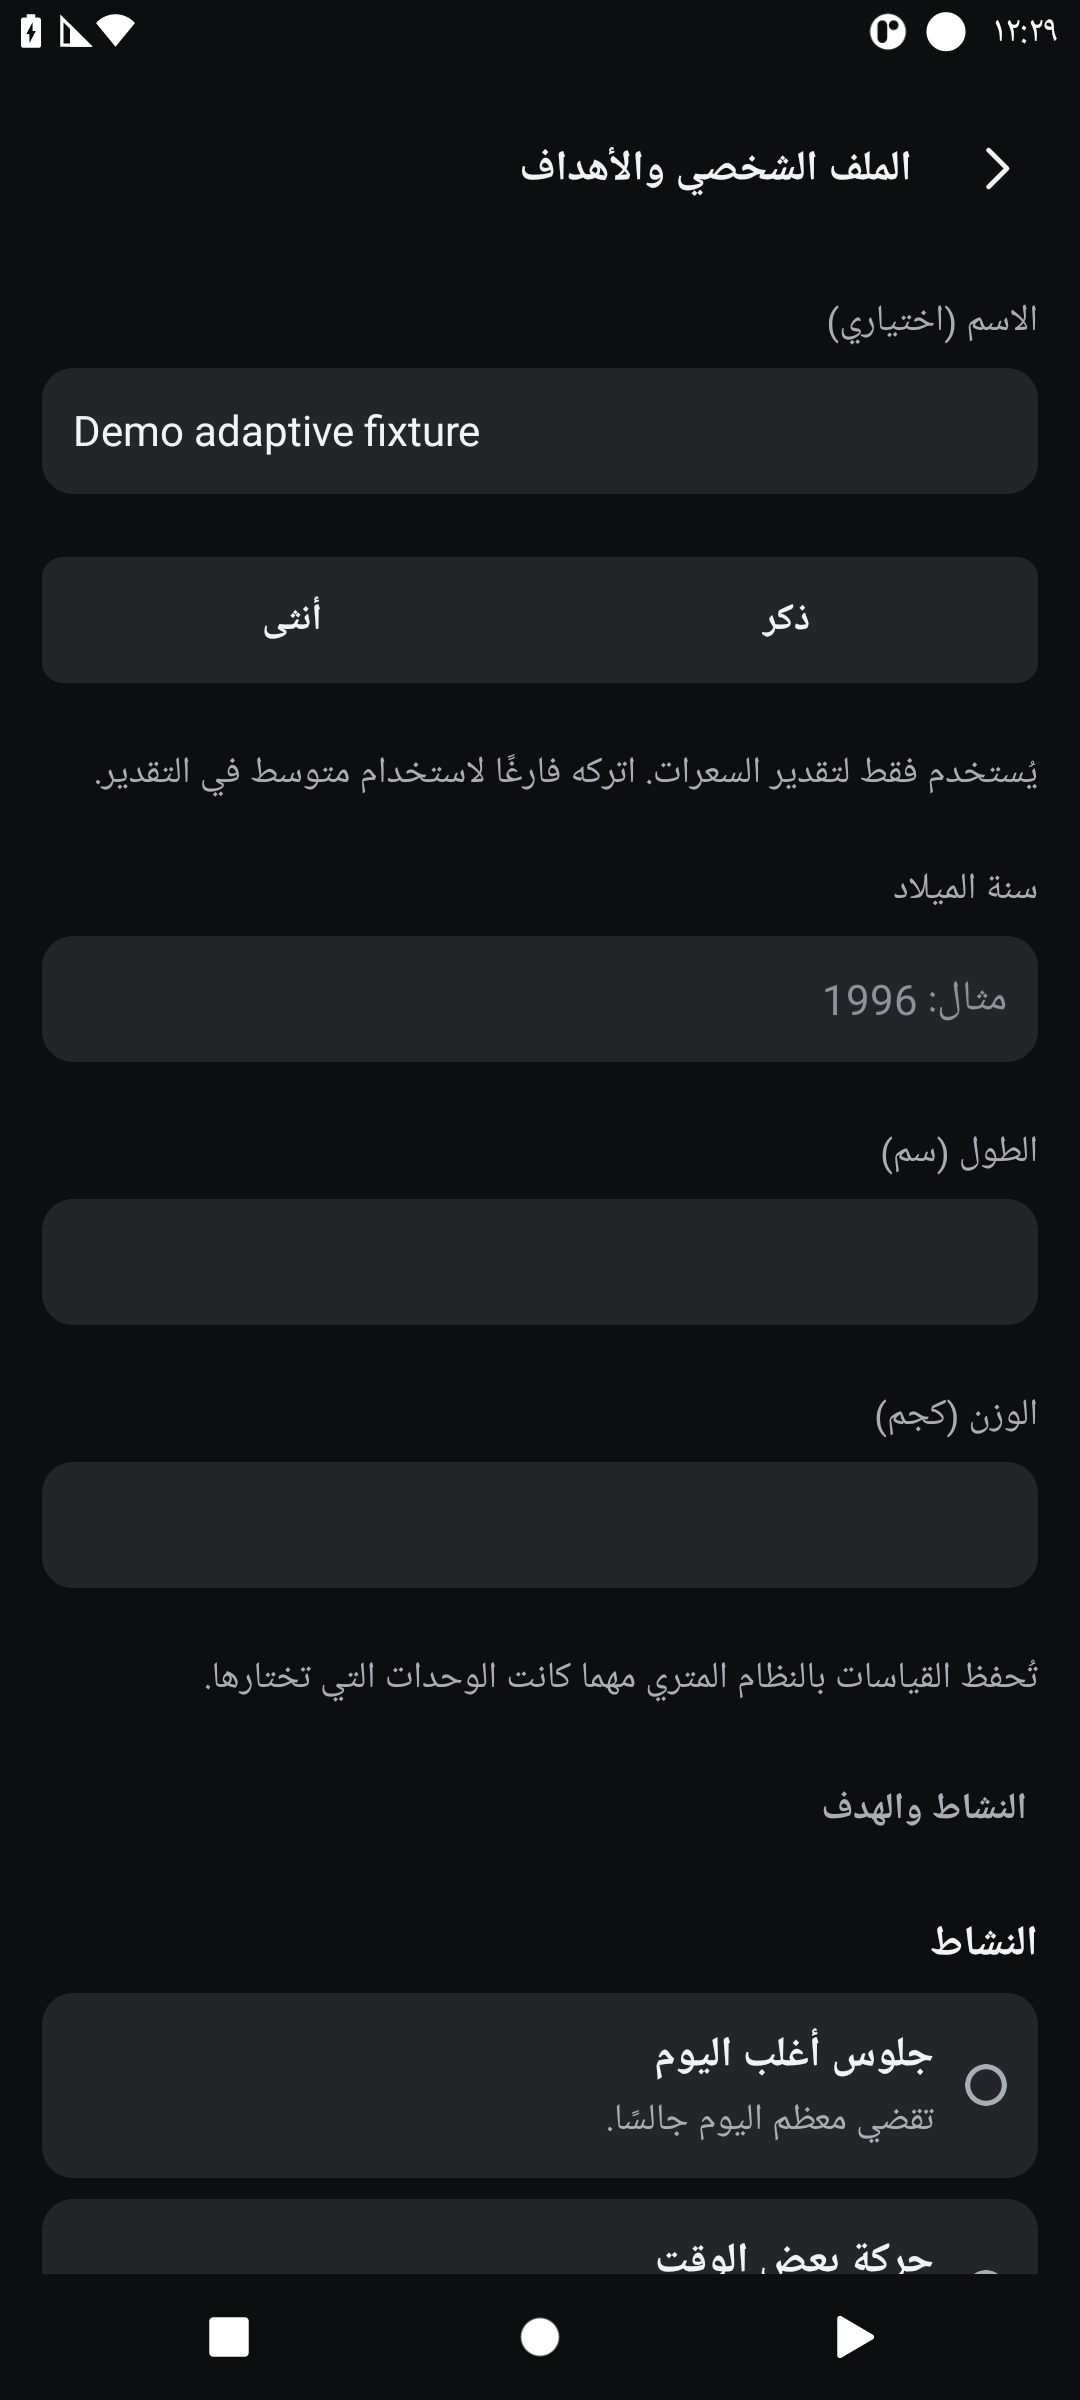 ١٢:٢٩
الملف الشخصي والأهداف
الاسم (اختياري)
Demo adaptive fixture
ذكر
أنثى
يُستخدم فقط لتقدير السعرات. اتركه فارغًا لاستخدام متوسط في التقدير.
سنة الميلاد
مثال: 1996
الطول (سم)
الوزن (كجم)
تُحفظ القياسات بالنظام المتري مهما كانت الوحدات التي تختارها.
النشاط والهدف
النشاط
جلوس أغلب اليوم
تقضي معظم اليوم جالسًا.
حركة بعض الوقت